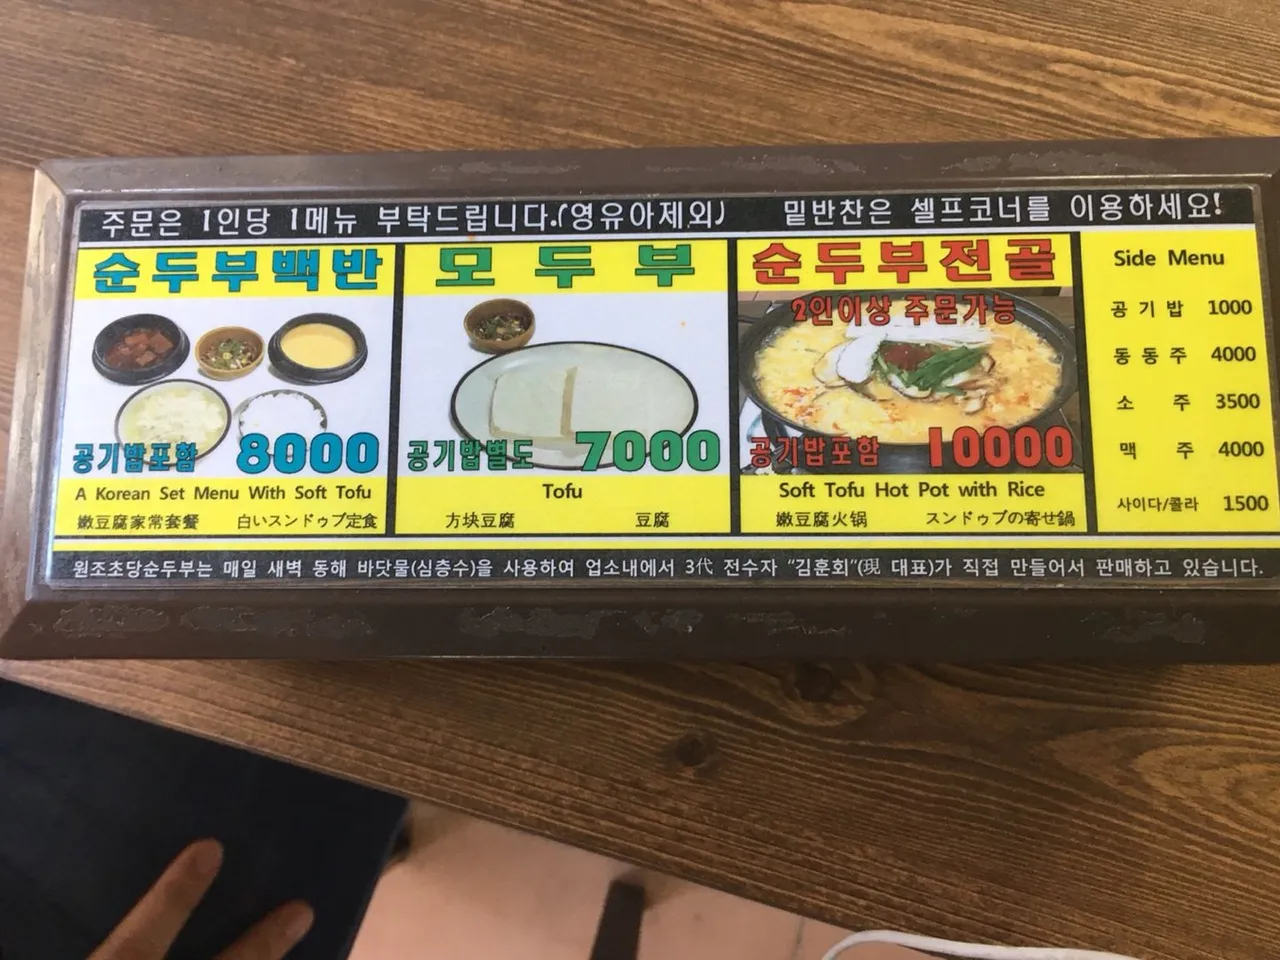 주문은 1인당 1메뉴 부탁드립니다.(영유아제외) 밑반찬은 셀프코너를 이용하세요!
순두부백반
공기밥포함 8000
A Korean Set Menu With Soft Tofu
嫩豆腐家常套餐 白いスンドゥブ定食
모두부
공기밥별도 7000
Tofu
方块豆腐 豆腐
순두부전골
2인이상 주문가능
공기밥포함 10000
Soft Tofu Hot Pot with Rice
嫩豆腐火锅 スンドゥブの寄せ鍋
Side Menu
공기밥 1000
동동주 4000
소주 3500
맥주 4000
사이다/콜라 1500
원조초당순두부는 매일 새벽 동해 바닷물(심층수)을 사용하여 업소내에서 3代 전수자 "김훈회"(現 대표)가 직접 만들어서 판매하고 있습니다.